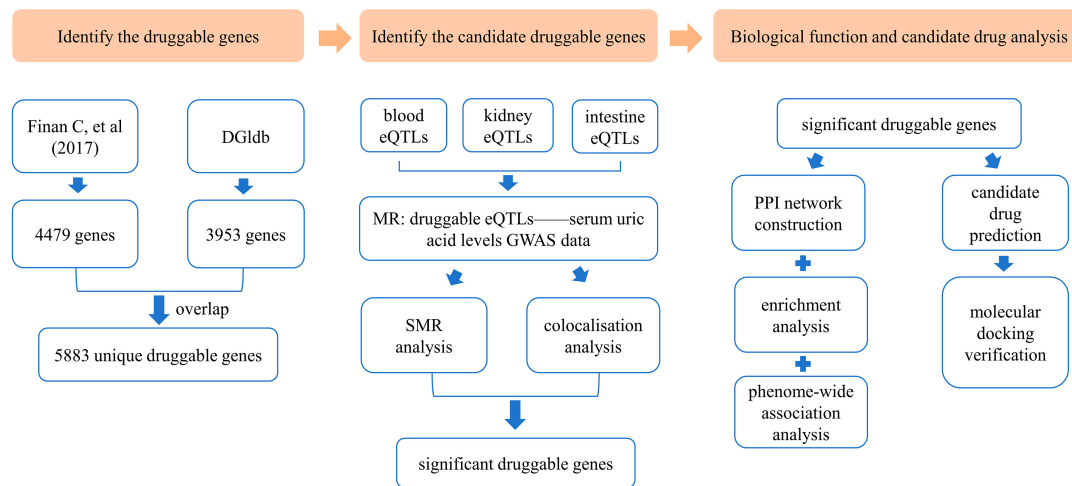 Identify the druggable genes
Identify the candidate druggable genes
Biological function and candidate drug analysis
Finan C, et al
(2017)
DGldb
4479 genes
3953 genes
overlap
5883 unique druggable genes
blood
eQTLs
kidney
eQTLs
intestine
eQTLs
MR: druggable eQTLs——serum uric
acid levels GWAS data
SMR
analysis
colocalisation
analysis
significant druggable genes
significant druggable genes
PPI network
construction
enrichment
analysis
phenome-wide
association
analysis
candidate
drug
prediction
molecular
docking
verification